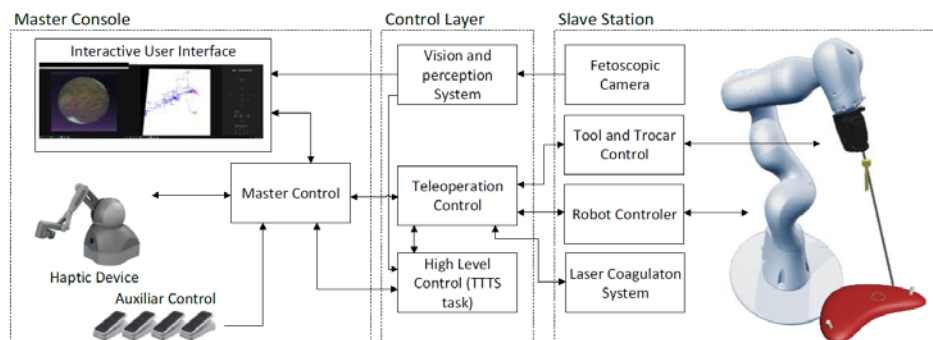 Master Console
Control Layer
Slave Station
Interactive User Interface
Vision and
perception
System
Fetoscopic
Camera
Tool and Trocar
Control
Master Control
Teleoperation
Control
Robot Controler
Haptic Device
High Level
Control (TTTS
task)
Laser Coagulaton
System
Auxiliar Control